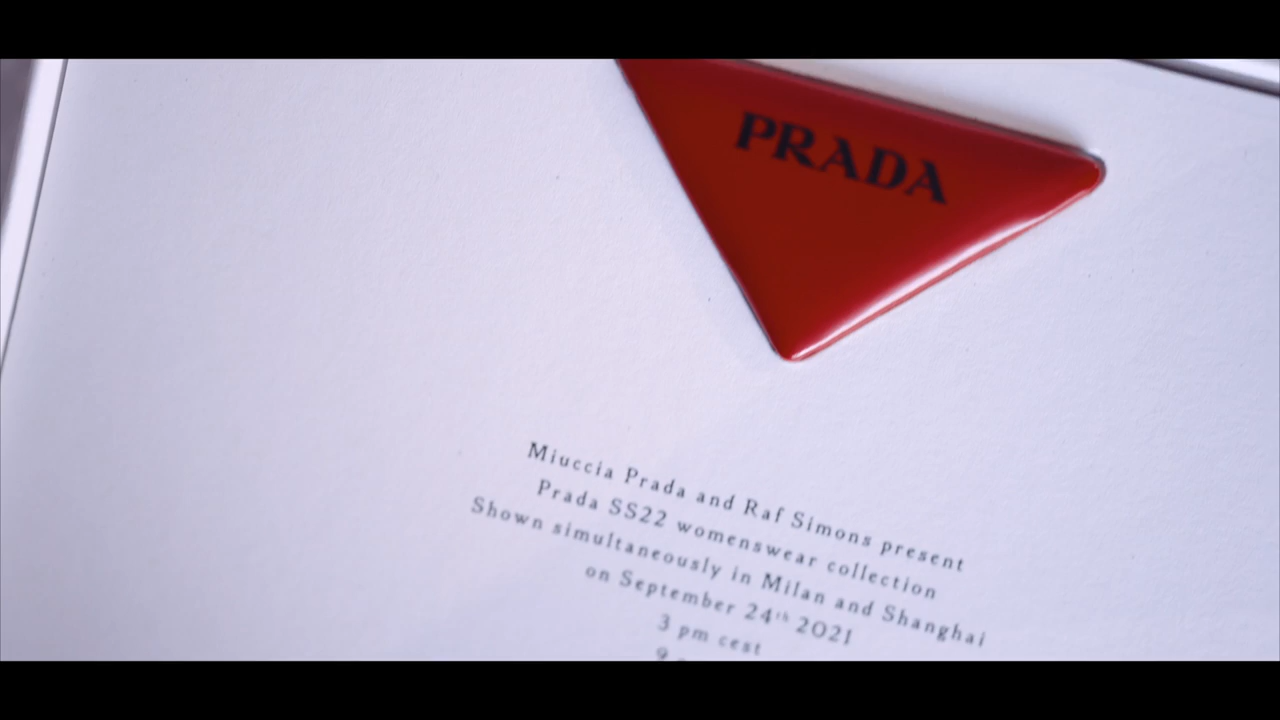 PRADA
Miuccia Prada and Raf Simons present
Prada SS22 womenswear collection
Shown simultaneously in Milan and Shanghai
on September 24th 2021
3 pm cest
9